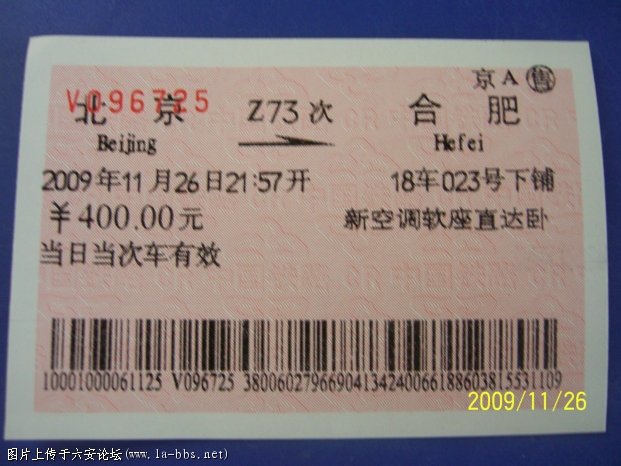 京A 售
V096725
北京 Z73次 合肥
Beijing Hefei
2009年11月26日21:57开 18车023号下铺
￥400.00元 新空调软座直达卧
当日当次车有效
10001000061125 V096725 38006027966904134240066188603815531109
2009/11/26
图片上传于六安论坛(www.la-bbs.net)